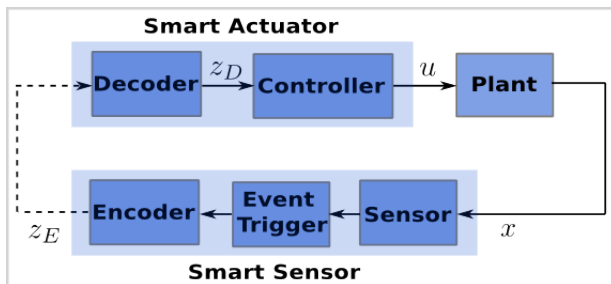 Smart Actuator
Decoder
z_D
Controller
u
Plant
Encoder
Event
Trigger
Sensor
z_E
x
Smart Sensor